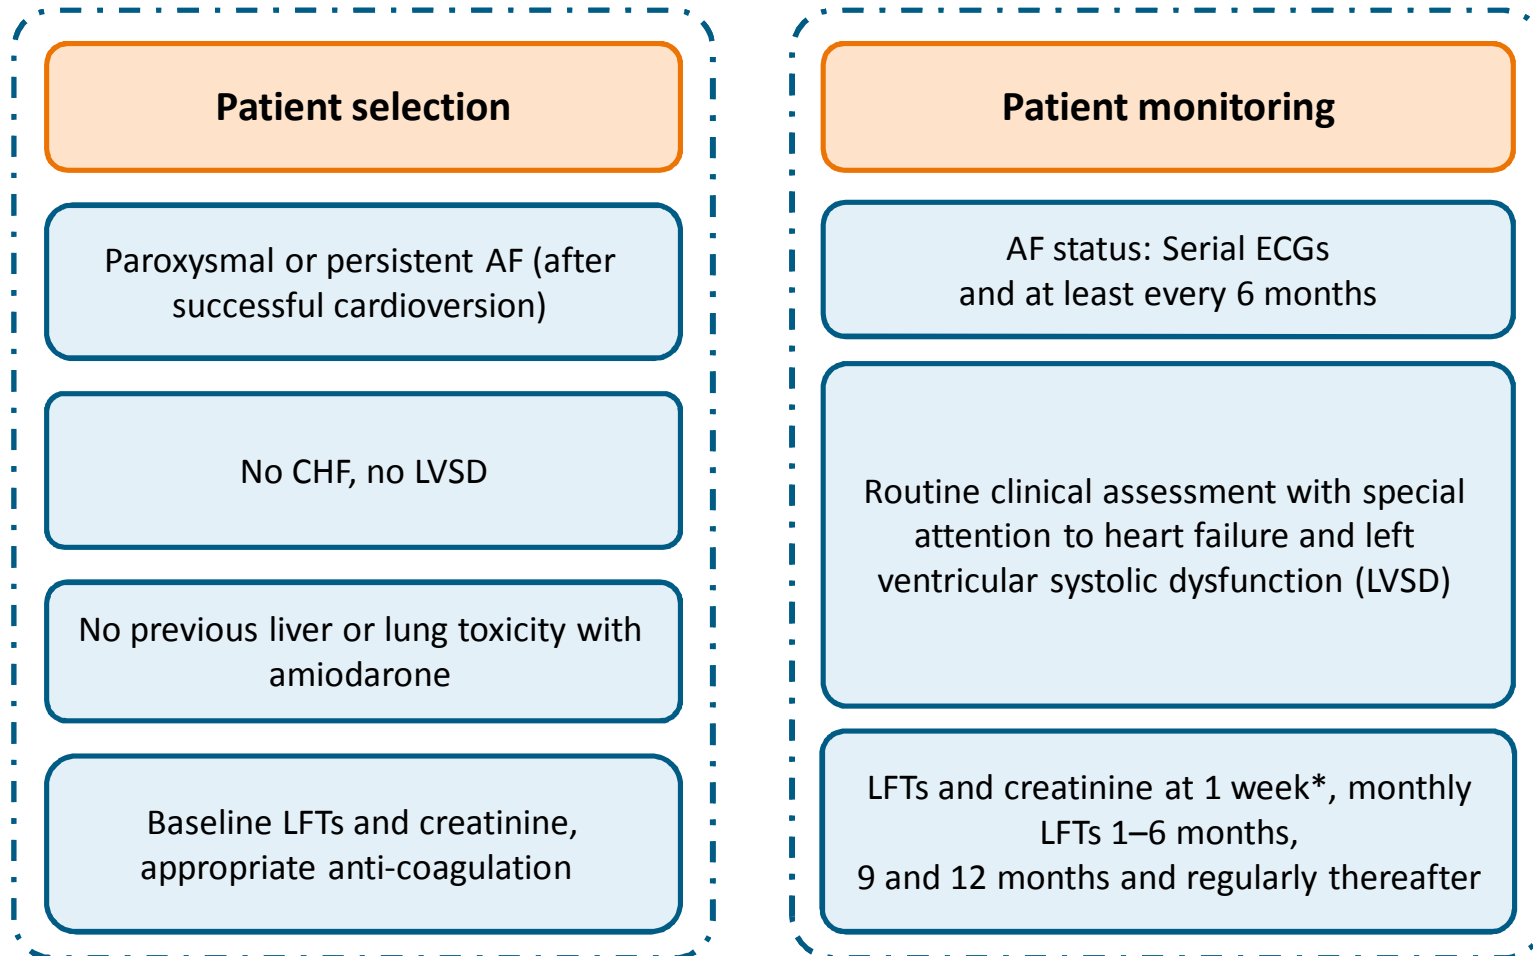 Patient selection
Paroxysmal or persistent AF (after
successful cardioversion)
No CHF, no LVSD
No previous liver or lung toxicity with
amiodarone
Baseline LFTs and creatinine,
appropriate anti-coagulation
Patient monitoring
AF status: Serial ECGs
and at least every 6 months
Routine clinical assessment with special
attention to heart failure and left
ventricular systolic dysfunction (LVSD)
LFTs and creatinine at 1 week*, monthly
LFTs 1–6 months,
9 and 12 months and regularly thereafter